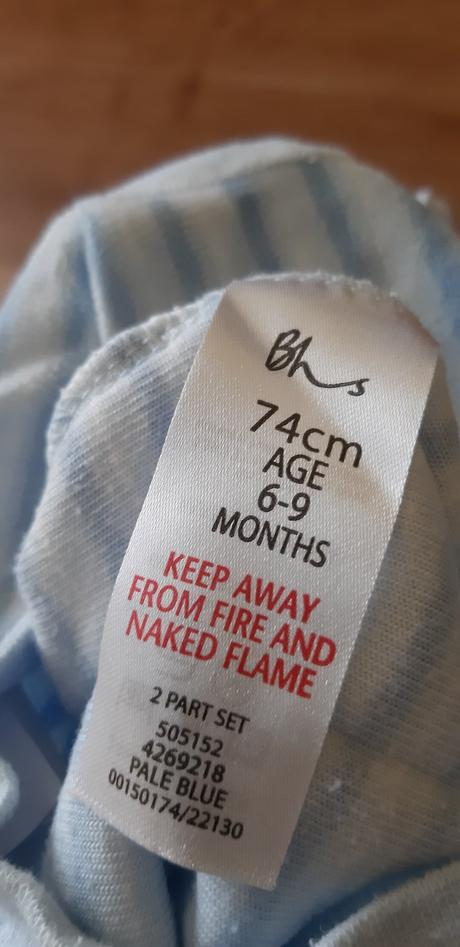 Bhs
74cm
AGE
6-9
MONTHS
KEEP AWAY
FROM FIRE AND
NAKED FLAME
2 PART SET
505152
4269218
PALE BLUE
00150174/22130